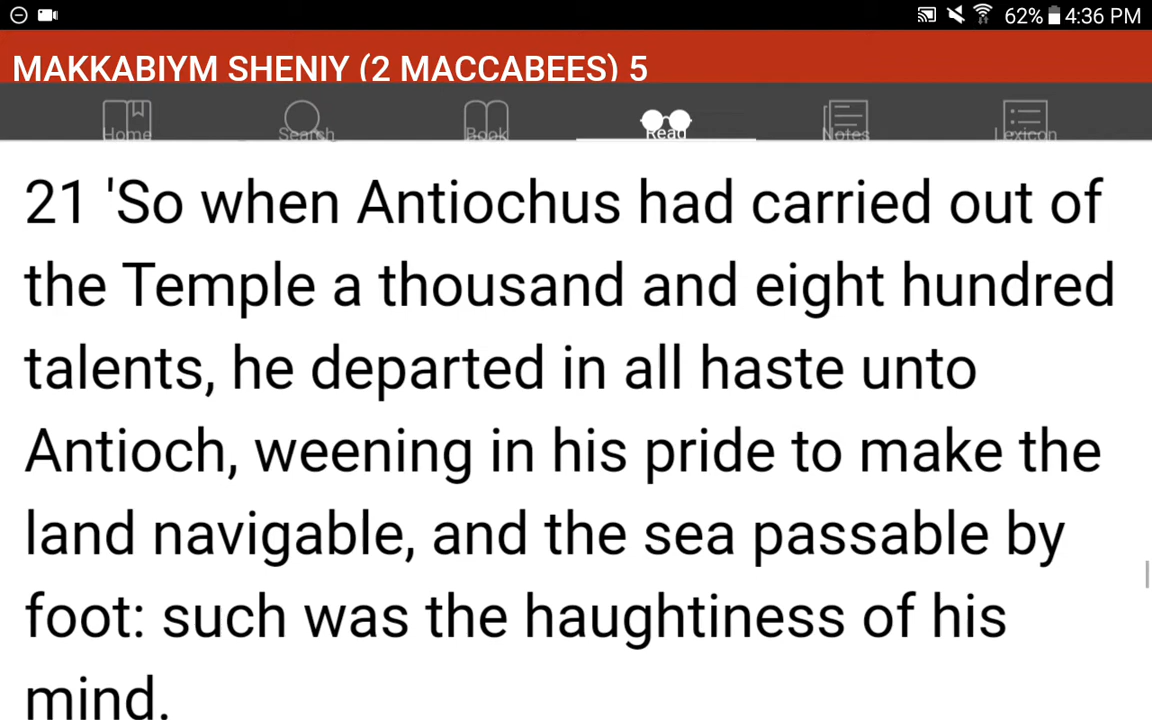 62% 4:36 PM
MAKKABIYM SHENIY (2 MACCABEES) 5
Home Search Book Read Notes Lexicon
21 'So when Antiochus had carried out of
the Temple a thousand and eight hundred
talents, he departed in all haste unto
Antioch, weening in his pride to make the
land navigable, and the sea passable by
foot: such was the haughtiness of his
mind.